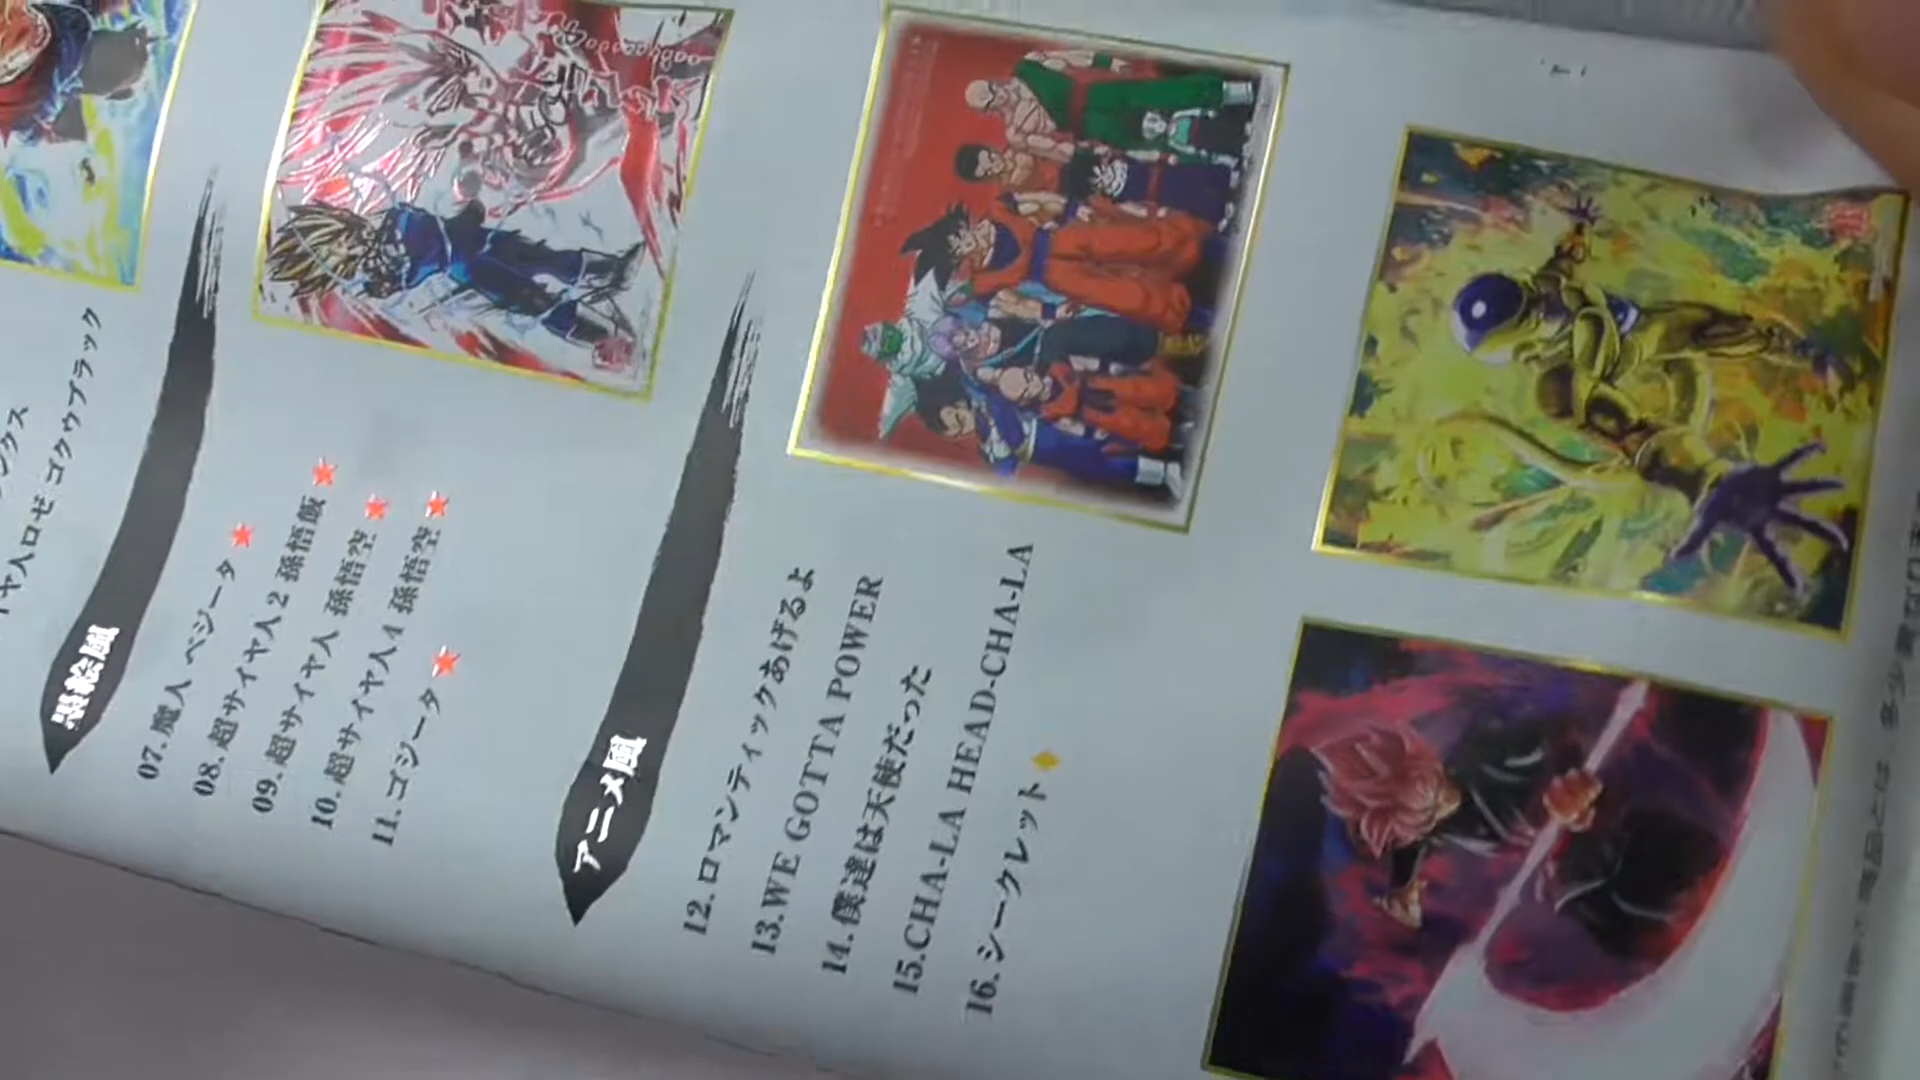 ヤ人ロゼ ゴクウブラック
墨絵風
07. 魔人 ベジータ ★
08. 超サイヤ人 2 孫悟飯 ★
09. 超サイヤ人 孫悟空 ★
10. 超サイヤ人4 孫悟空 ★
11. ゴジータ ★
アニメ風
12. ロマンティックあげるよ
13. WE GOTTA POWER
14. 僕達は天使だった
15. CHA-LA HEAD-CHA-LA
16. シークレット ◆